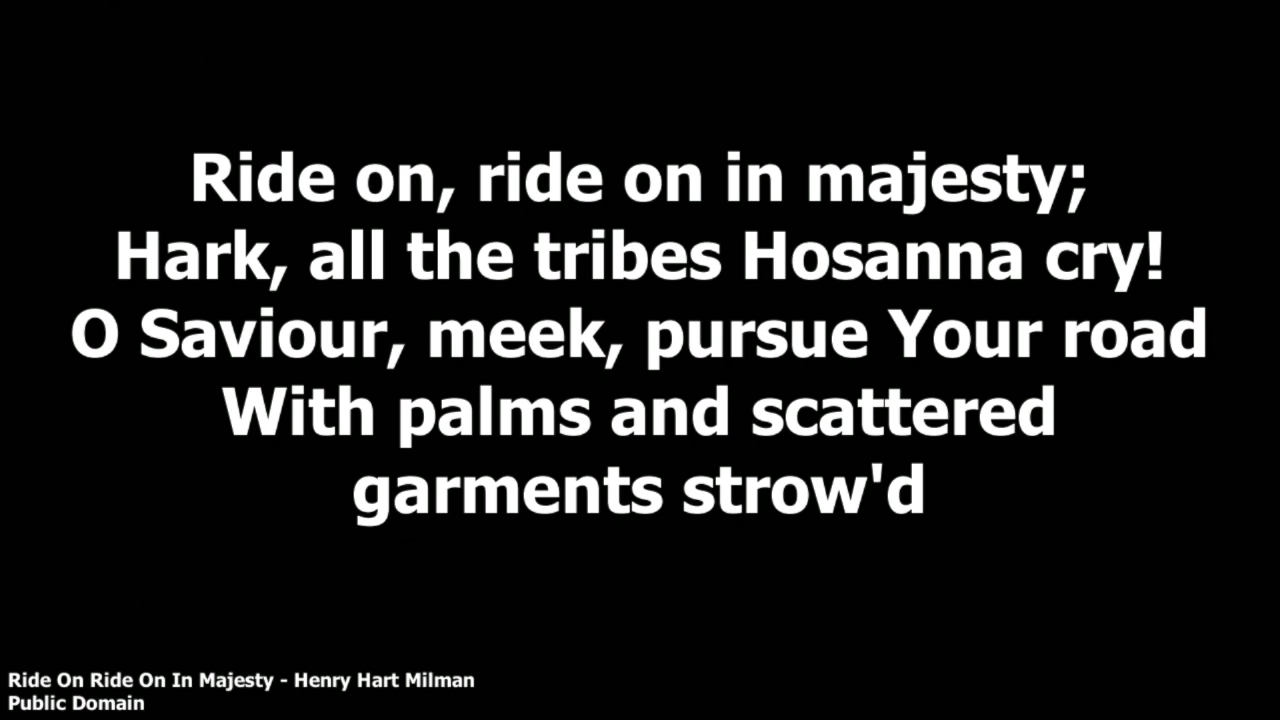 Ride on, ride on in majesty;
Hark, all the tribes Hosanna cry!
O Saviour, meek, pursue Your road
With palms and scattered
garments strow'd
Ride On Ride On In Majesty - Henry Hart Milman
Public Domain